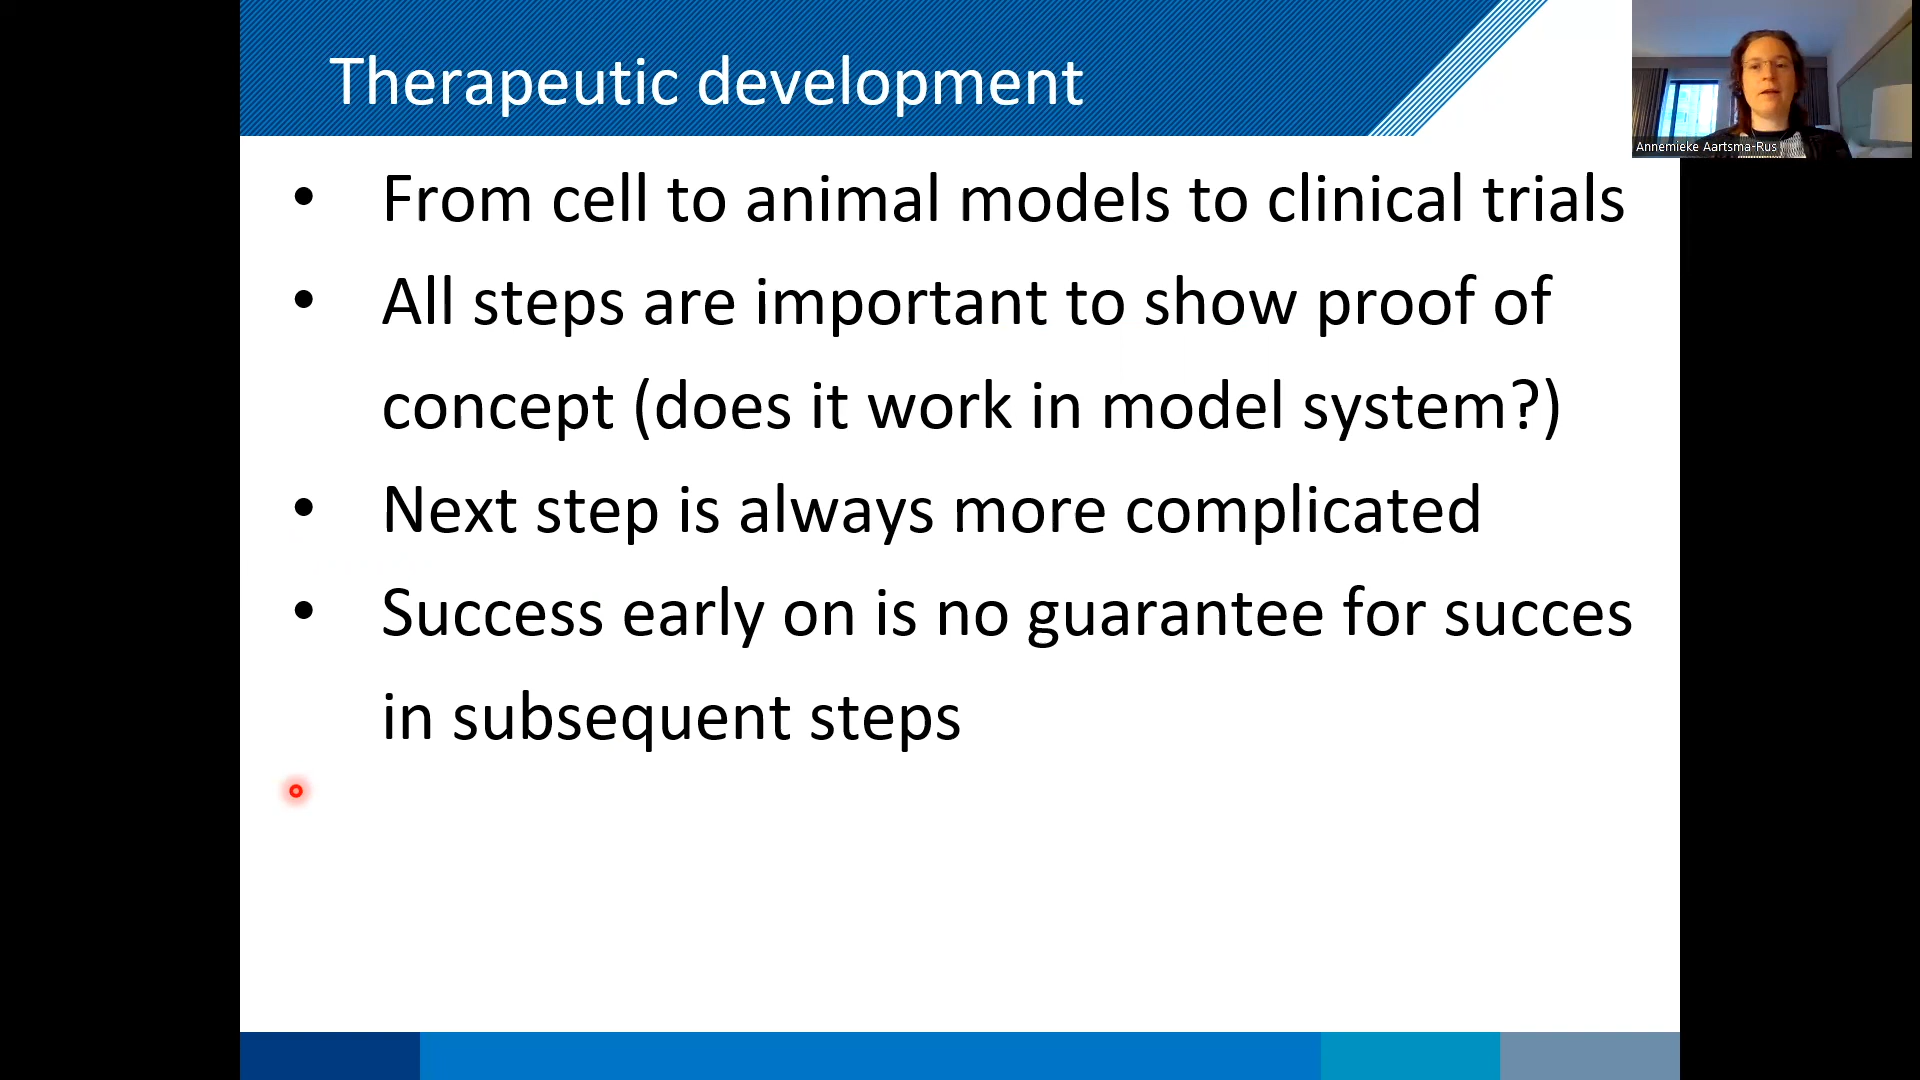 Therapeutic development
Annemieke Aartsma-Rus
• From cell to animal models to clinical trials
• All steps are important to show proof of
concept (does it work in model system?)
• Next step is always more complicated
• Success early on is no guarantee for succes
in subsequent steps